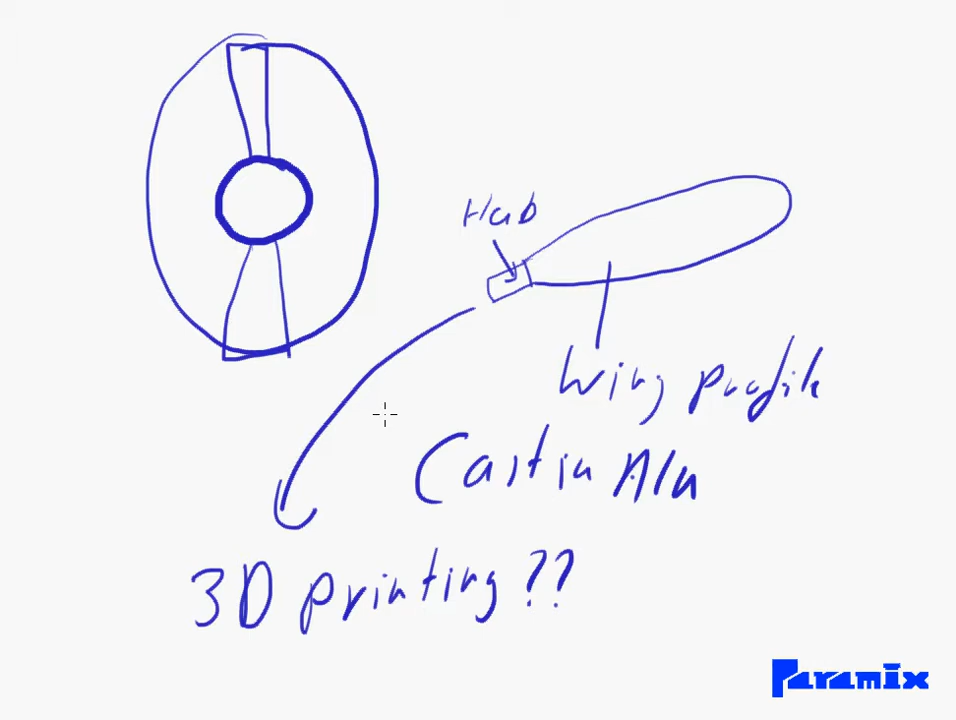 Hub
Wing profile
Cast in Alu
3D printing ??
Paramix